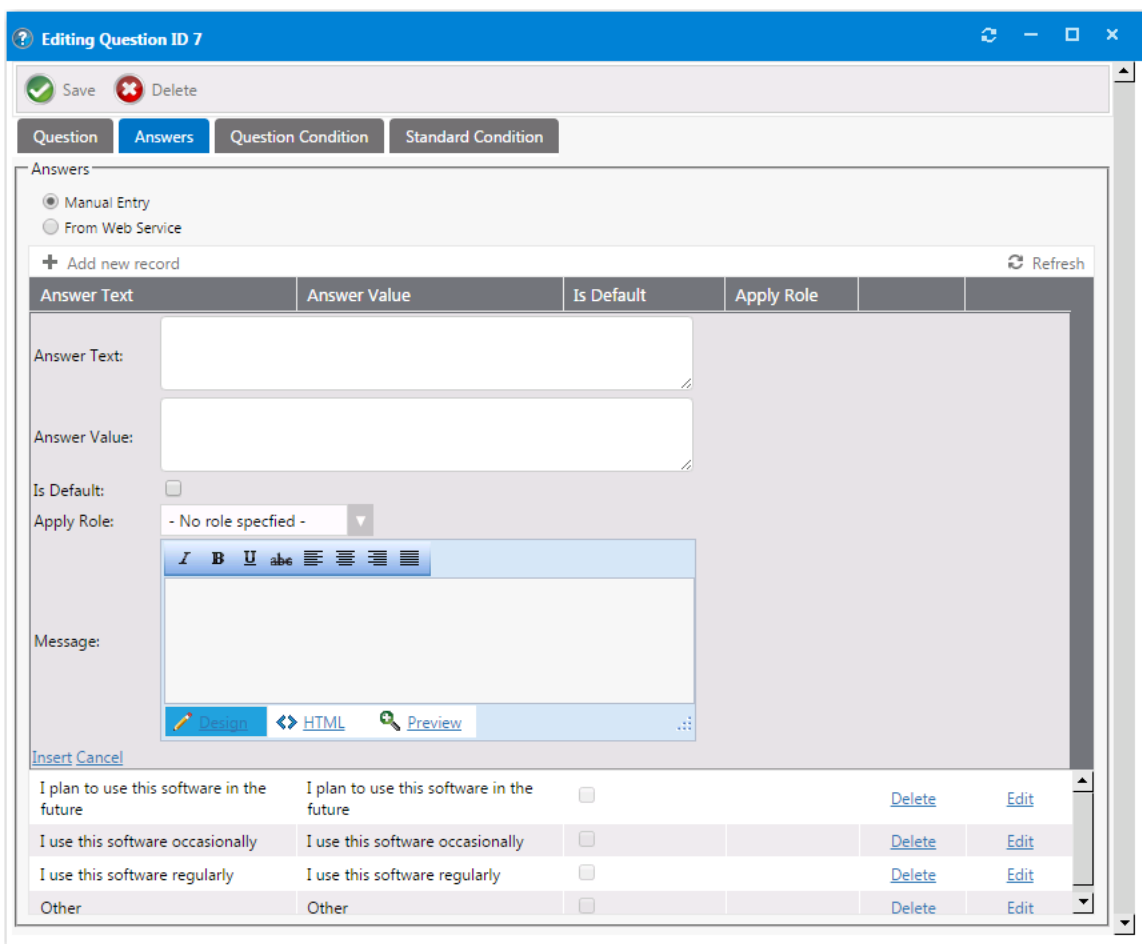 Editing Question ID 7
Save Delete
Question Answers Question Condition Standard Condition
Answers
Manual Entry
From Web Service
Add new record Refresh
Answer Text Answer Value Is Default Apply Role
Answer Text:
Answer Value:
Is Default:
Apply Role: - No role specfied -
I B U abc
Message:
Design HTML Preview
Insert Cancel
I plan to use this software in the I plan to use this software in the
future future Delete Edit
I use this software occasionally I use this software occasionally Delete Edit
I use this software regularly I use this software regularly Delete Edit
Other Other Delete Edit